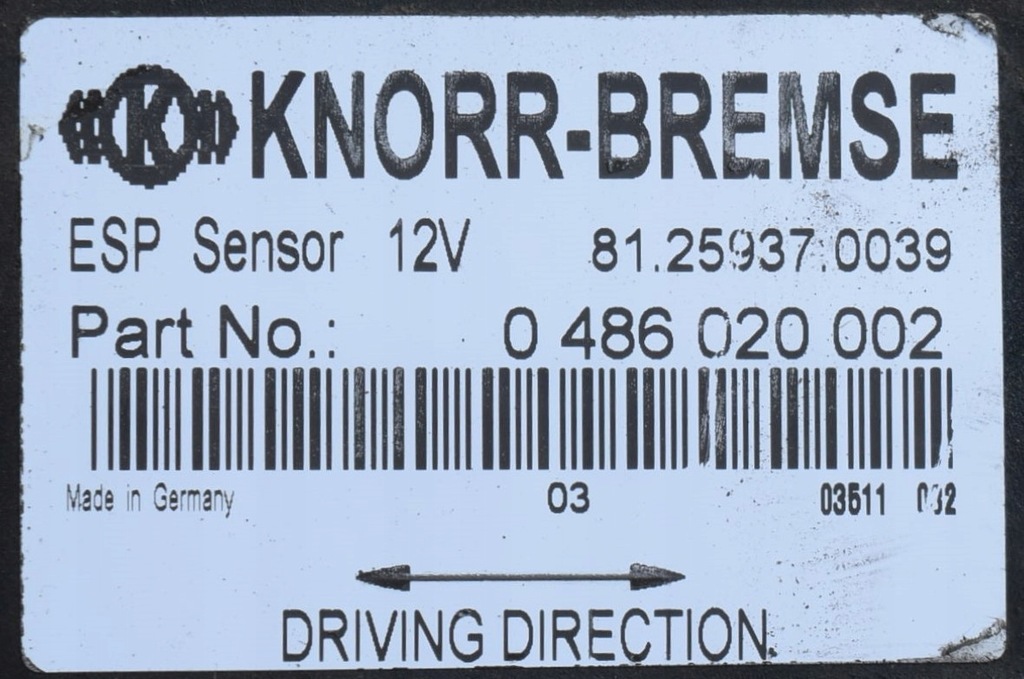 KNORR-BREMSE
ESP Sensor 12V 81.25937.0039
Part No.: 0 486 020 002
Made in Germany 03 03511
DRIVING DIRECTION